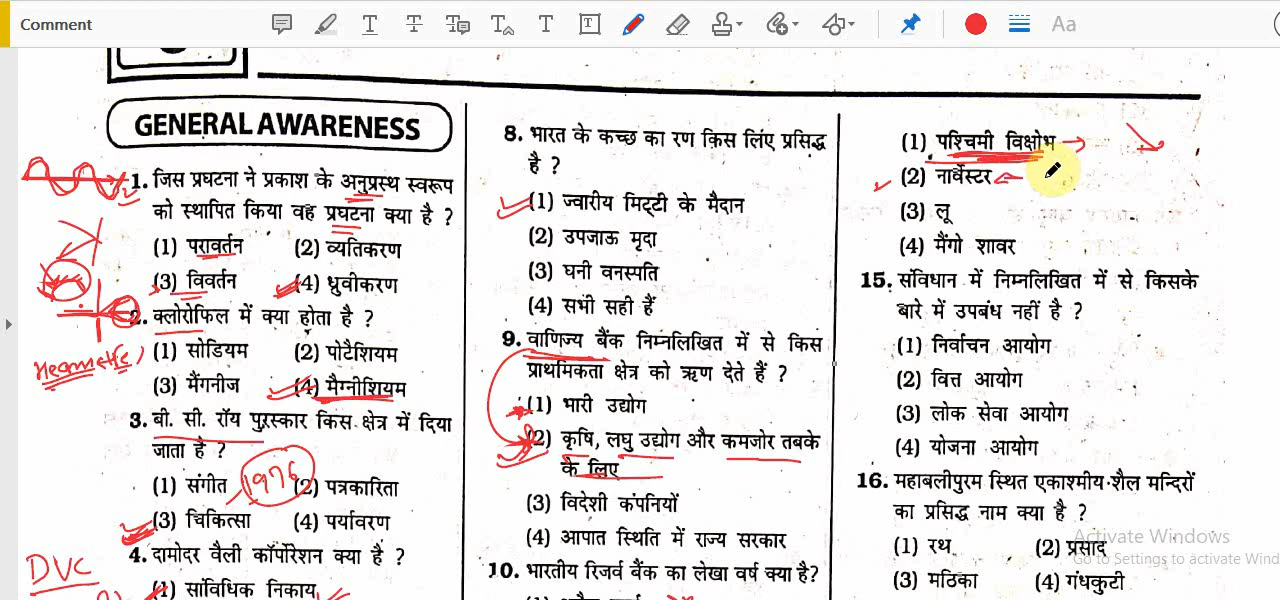 Comment
Aa
GENERAL AWARENESS
1. जिस प्रघटना ने प्रकाश के अनुप्रस्थ स्वरूप
को स्थापित किया वह प्रघटना क्या है ?
(1) परावर्तन (2) व्यतिकरण
(3) विवर्तन (4) ध्रुवीकरण
2. क्लोरोफिल में क्या होता है ?
(1) सोडियम (2) पोटैशियम
(3) मैंगनीज (4) मैग्नीशियम
3. बी. सी. रॉय पुरस्कार किस क्षेत्र में दिया
जाता है ?
1976
(1) संगीत (2) पत्रकारिता
(3) चिकित्सा (4) पर्यावरण
4. दामोदर वैली कॉर्पोरेशन क्या है ?
DVC
(1) सांविधिक निकाय
8. भारत के कच्छ का रण किस लिए प्रसिद्ध
है ?
(1) ज्वारीय मिट्टी के मैदान
(2) उपजाऊ मृदा
(3) घनी वनस्पति
(4) सभी सही हैं
9. वाणिज्य बैंक निम्नलिखित में से किस
प्राथमिकता क्षेत्र को ऋण देते हैं ?
(1) भारी उद्योग
(2) कृषि, लघु उद्योग और कमजोर तबके
के लिए
(3) विदेशी कंपनियों
(4) आपात स्थिति में राज्य सरकार
10. भारतीय रिजर्व बैंक का लेखा वर्ष क्या है?
(1) पश्चिमी विक्षोभ
(2) नार्वेस्टर
(3) लू
(4) मैंगो शावर
15. संविधान में निम्नलिखित में से किसके
बारे में उपबंध नहीं है ?
(1) निर्वाचन आयोग
(2) वित्त आयोग
(3) लोक सेवा आयोग
(4) योजना आयोग
16. महाबलीपुरम स्थित एकाश्मीय शैल मन्दिरों
का प्रसिद्ध नाम क्या है ?
(1) रथ (2) प्रसाद
(3) मठिका (4) गंधकुटी
Activate Windows
Go to Settings to activate Wind